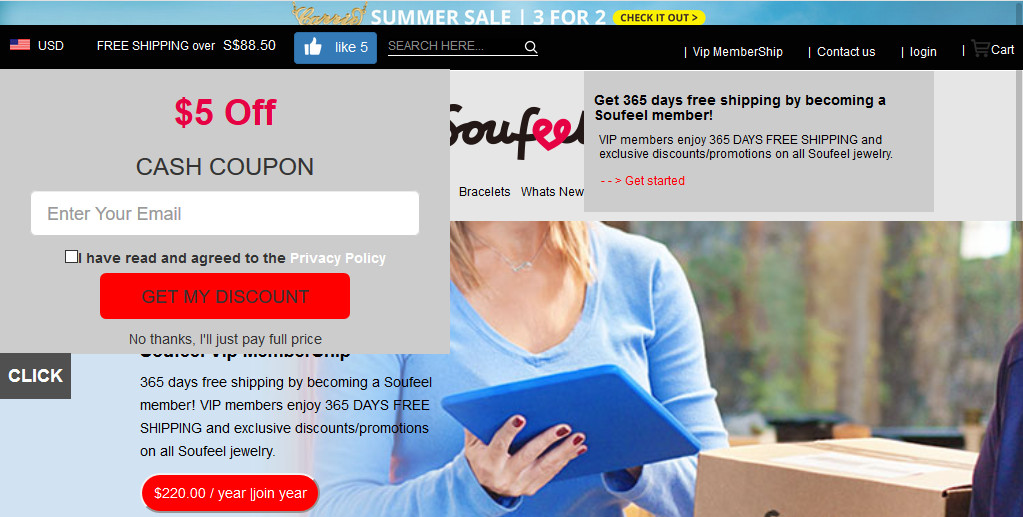 Carrie SUMMER SALE | 3 FOR 2 CHECK IT OUT >
USD FREE SHIPPING over S$88.50 like 5 SEARCH HERE... | Vip MemberShip | Contact us | login | Cart
$5 Off
CASH COUPON
Enter Your Email
I have read and agreed to the Privacy Policy
GET MY DISCOUNT
No thanks, I'll just pay full price
Soufeel
Bracelets Whats New
Get 365 days free shipping by becoming a
Soufeel member!
VIP members enjoy 365 DAYS FREE SHIPPING and
exclusive discounts/promotions on all Soufeel jewelry.
- - > Get started
CLICK
Soufeel Vip MemberShip
365 days free shipping by becoming a Soufeel
member! VIP members enjoy 365 DAYS FREE
SHIPPING and exclusive discounts/promotions
on all Soufeel jewelry.
$220.00 / year |join year